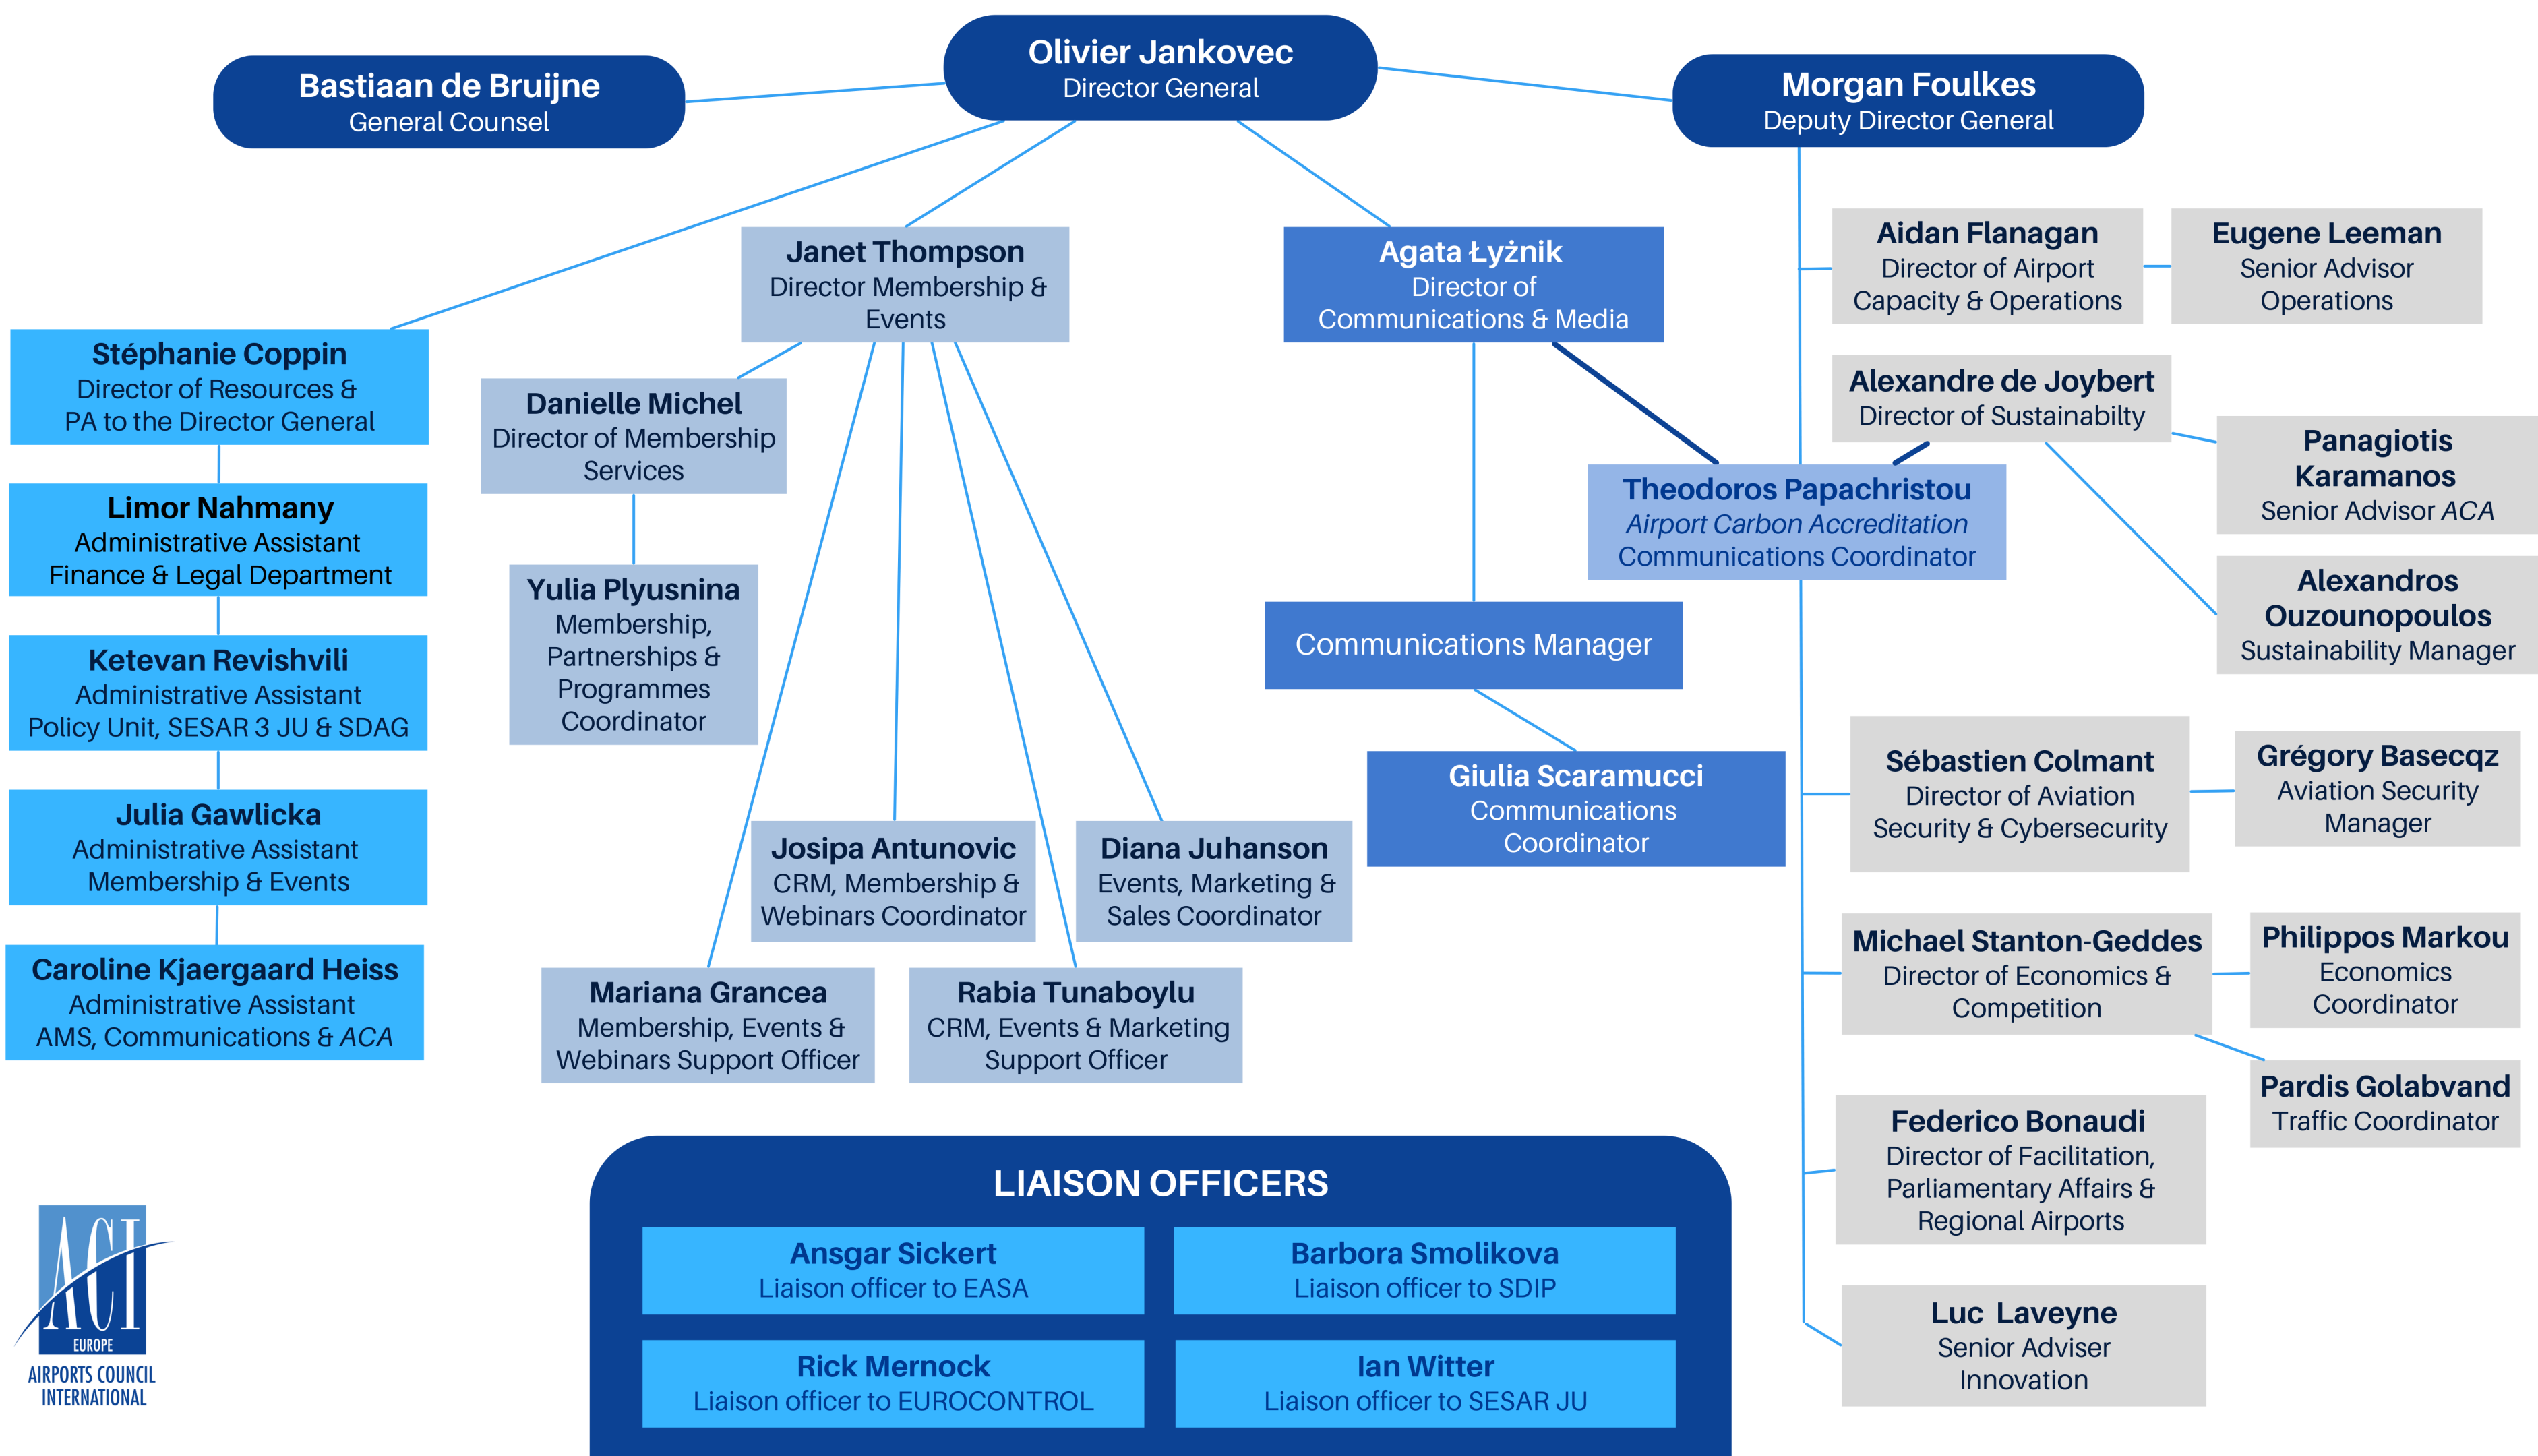 Olivier Jankovec
Director General
Bastiaan de Bruijne
General Counsel
Morgan Foulkes
Deputy Director General
Stéphanie Coppin
Director of Resources &
PA to the Director General
Limor Nahmany
Administrative Assistant
Finance & Legal Department
Ketevan Revishvili
Administrative Assistant
Policy Unit, SESAR 3 JU & SDAG
Julia Gawlicka
Administrative Assistant
Membership & Events
Caroline Kjaergaard Heiss
Administrative Assistant
AMS, Communications & ACA
Janet Thompson
Director Membership &
Events
Danielle Michel
Director of Membership
Services
Yulia Plyusnina
Membership,
Partnerships &
Programmes
Coordinator
Josipa Antunovic
CRM, Membership &
Webinars Coordinator
Diana Juhanson
Events, Marketing &
Sales Coordinator
Mariana Grancea
Membership, Events &
Webinars Support Officer
Rabia Tunaboylu
CRM, Events & Marketing
Support Officer
Agata Łyżnik
Director of
Communications & Media
Theodoros Papachristou
Airport Carbon Accreditation
Communications Coordinator
Communications Manager
Giulia Scaramucci
Communications
Coordinator
Aidan Flanagan
Director of Airport
Capacity & Operations
Eugene Leeman
Senior Advisor
Operations
Alexandre de Joybert
Director of Sustainabilty
Panagiotis
Karamanos
Senior Advisor ACA
Alexandros
Ouzounopoulos
Sustainability Manager
Sébastien Colmant
Director of Aviation
Security & Cybersecurity
Grégory Basecqz
Aviation Security
Manager
Michael Stanton-Geddes
Director of Economics &
Competition
Philippos Markou
Economics
Coordinator
Pardis Golabvand
Traffic Coordinator
Federico Bonaudi
Director of Facilitation,
Parliamentary Affairs &
Regional Airports
Luc Laveyne
Senior Adviser
Innovation
LIAISON OFFICERS
Ansgar Sickert
Liaison officer to EASA
Barbora Smolikova
Liaison officer to SDIP
Rick Mernock
Liaison officer to EUROCONTROL
Ian Witter
Liaison officer to SESAR JU
ACI
EUROPE
AIRPORTS COUNCIL
INTERNATIONAL